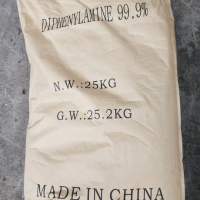 DIPHENYLAMINE 99.9%
N.W.:25KG
G.W.:25.2KG
MADE IN CHINA